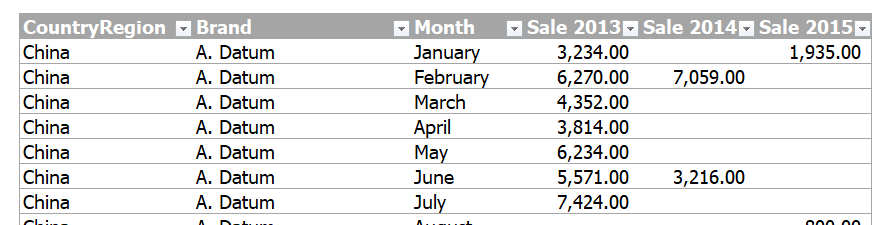 CountryRegion Brand Month Sale 2013 Sale 2014 Sale 2015
China A. Datum January 3,234.00 1,935.00
China A. Datum February 6,270.00 7,059.00
China A. Datum March 4,352.00
China A. Datum April 3,814.00
China A. Datum May 6,234.00
China A. Datum June 5,571.00 3,216.00
China A. Datum July 7,424.00
China A. Datum August